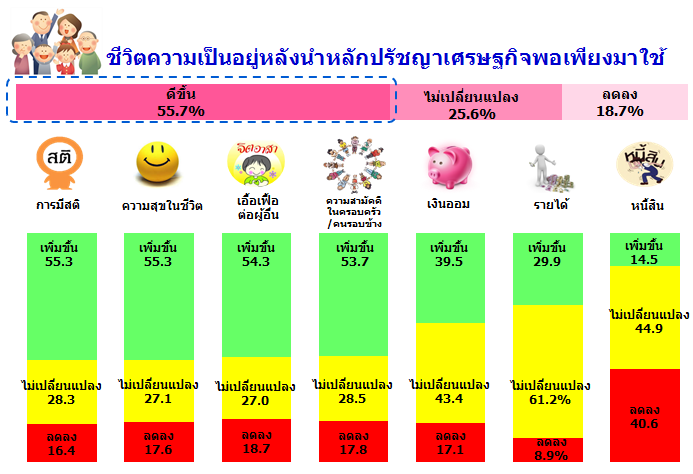 ชีวิตความเป็นอยู่หลังนำหลักปรัชญาเศรษฐกิจพอเพียงมาใช้
ดีขึ้น
55.7%
ไม่เปลี่ยนแปลง
25.6%
ลดลง
18.7%
สติ
จิตอาสา
หนี้สิน
การมีสติ
ความสุขในชีวิต
เอื้อเฟื้อ
ต่อผู้อื่น
ความสามัคคี
ในครอบครัว
/คนรอบข้าง
เงินออม
รายได้
หนี้สิน
เพิ่มขึ้น
55.3
เพิ่มขึ้น
55.3
เพิ่มขึ้น
54.3
เพิ่มขึ้น
53.7
เพิ่มขึ้น
39.5
เพิ่มขึ้น
29.9
เพิ่มขึ้น
14.5
ไม่เปลี่ยนแปลง
28.3
ไม่เปลี่ยนแปลง
27.1
ไม่เปลี่ยนแปลง
27.0
ไม่เปลี่ยนแปลง
28.5
ไม่เปลี่ยนแปลง
43.4
ไม่เปลี่ยนแปลง
61.2%
ไม่เปลี่ยนแปลง
44.9
ลดลง
16.4
ลดลง
17.6
ลดลง
18.7
ลดลง
17.8
ลดลง
17.1
ลดลง
8.9%
ลดลง
40.6